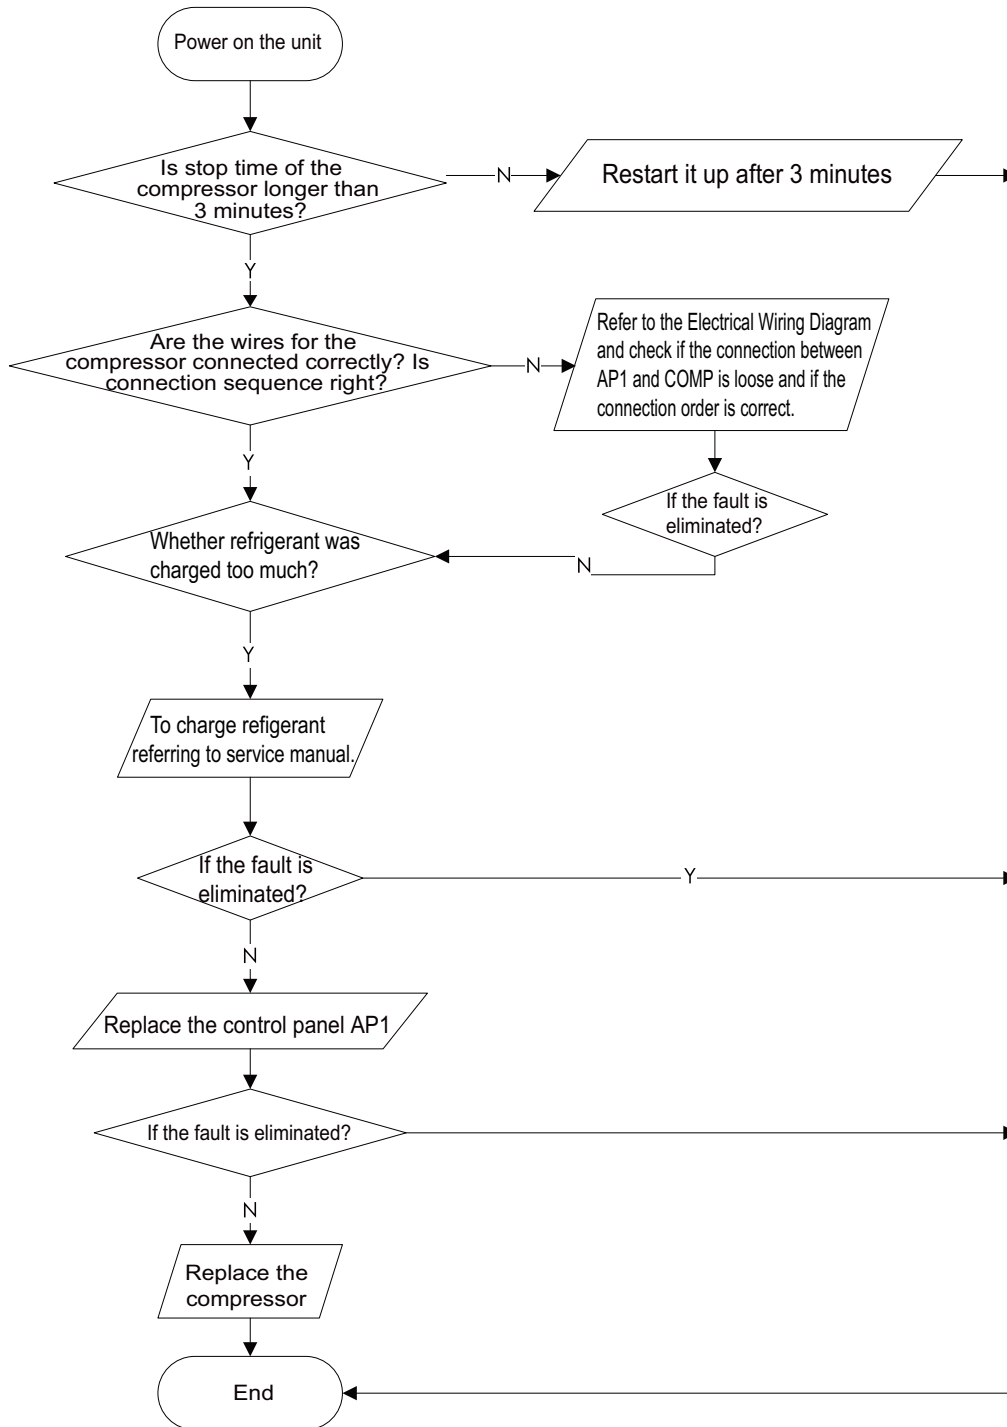 Power on the unit
Is stop time of the
compressor longer than
3 minutes?
N
Restart it up after 3 minutes
Y
Are the wires for the
compressor connected correctly? Is
connection sequence right?
N
Refer to the Electrical Wiring Diagram
and check if the connection between
AP1 and COMP is loose and if the
connection order is correct.
Y
If the fault is
eliminated?
Whether refrigerant was
charged too much?
N
Y
To charge refigerant
referring to service manual.
If the fault is
eliminated?
Y
N
Replace the control panel AP1
If the fault is eliminated?
N
Replace the
compressor
End